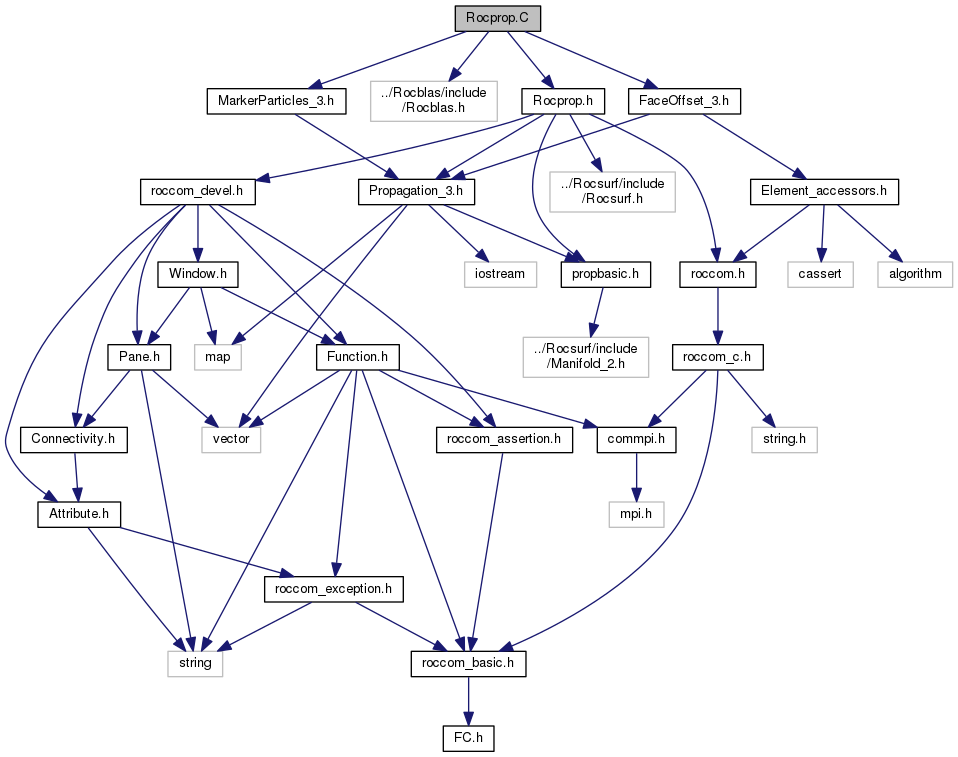 Rocprop.C
MarkerParticles_3.h
../Rocblas/include
/Rocblas.h
Rocprop.h
FaceOffset_3.h
roccom_devel.h
Propagation_3.h
../Rocsurf/include
/Rocsurf.h
Element_accessors.h
Window.h
iostream
propbasic.h
roccom.h
cassert
algorithm
Pane.h
map
Function.h
../Rocsurf/include
/Manifold_2.h
roccom_c.h
Connectivity.h
vector
roccom_assertion.h
commpi.h
string.h
Attribute.h
mpi.h
roccom_exception.h
string
roccom_basic.h
FC.h